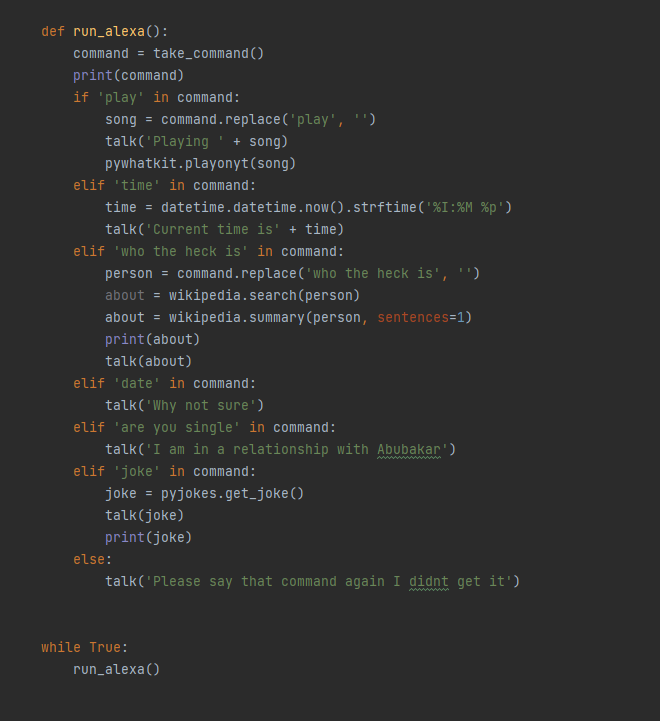 def run_alexa():
    command = take_command()
    print(command)
    if 'play' in command:
        song = command.replace('play', '')
        talk('Playing ' + song)
        pywhatkit.playonyt(song)
    elif 'time' in command:
        time = datetime.datetime.now().strftime('%I:%M %p')
        talk('Current time is' + time)
    elif 'who the heck is' in command:
        person = command.replace('who the heck is', '')
        about = wikipedia.search(person)
        about = wikipedia.summary(person, sentences=1)
        print(about)
        talk(about)
    elif 'date' in command:
        talk('Why not sure')
    elif 'are you single' in command:
        talk('I am in a relationship with Abubakar')
    elif 'joke' in command:
        joke = pyjokes.get_joke()
        talk(joke)
        print(joke)
    else:
        talk('Please say that command again I didnt get it')
while True:
    run_alexa()